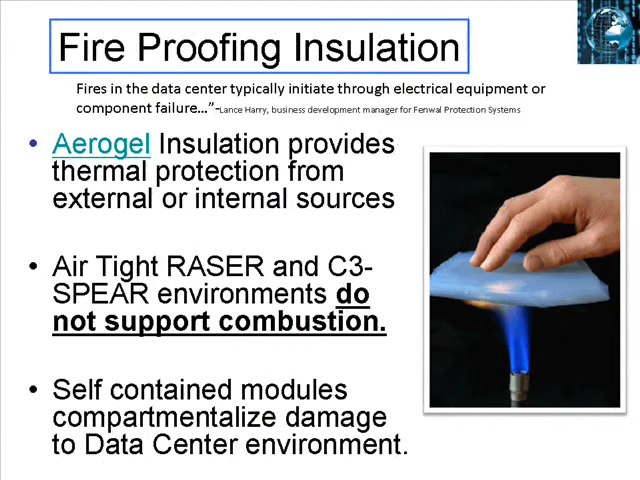 Fire Proofing Insulation
Fires in the data center typically initiate through electrical equipment or
component failure…”-Lance Harry, business development manager for Fenwal Protection Systems
• Aerogel Insulation provides
thermal protection from
external or internal sources
• Air Tight RASER and C3-
SPEAR environments do
not support combustion.
• Self contained modules
compartmentalize damage
to Data Center environment.